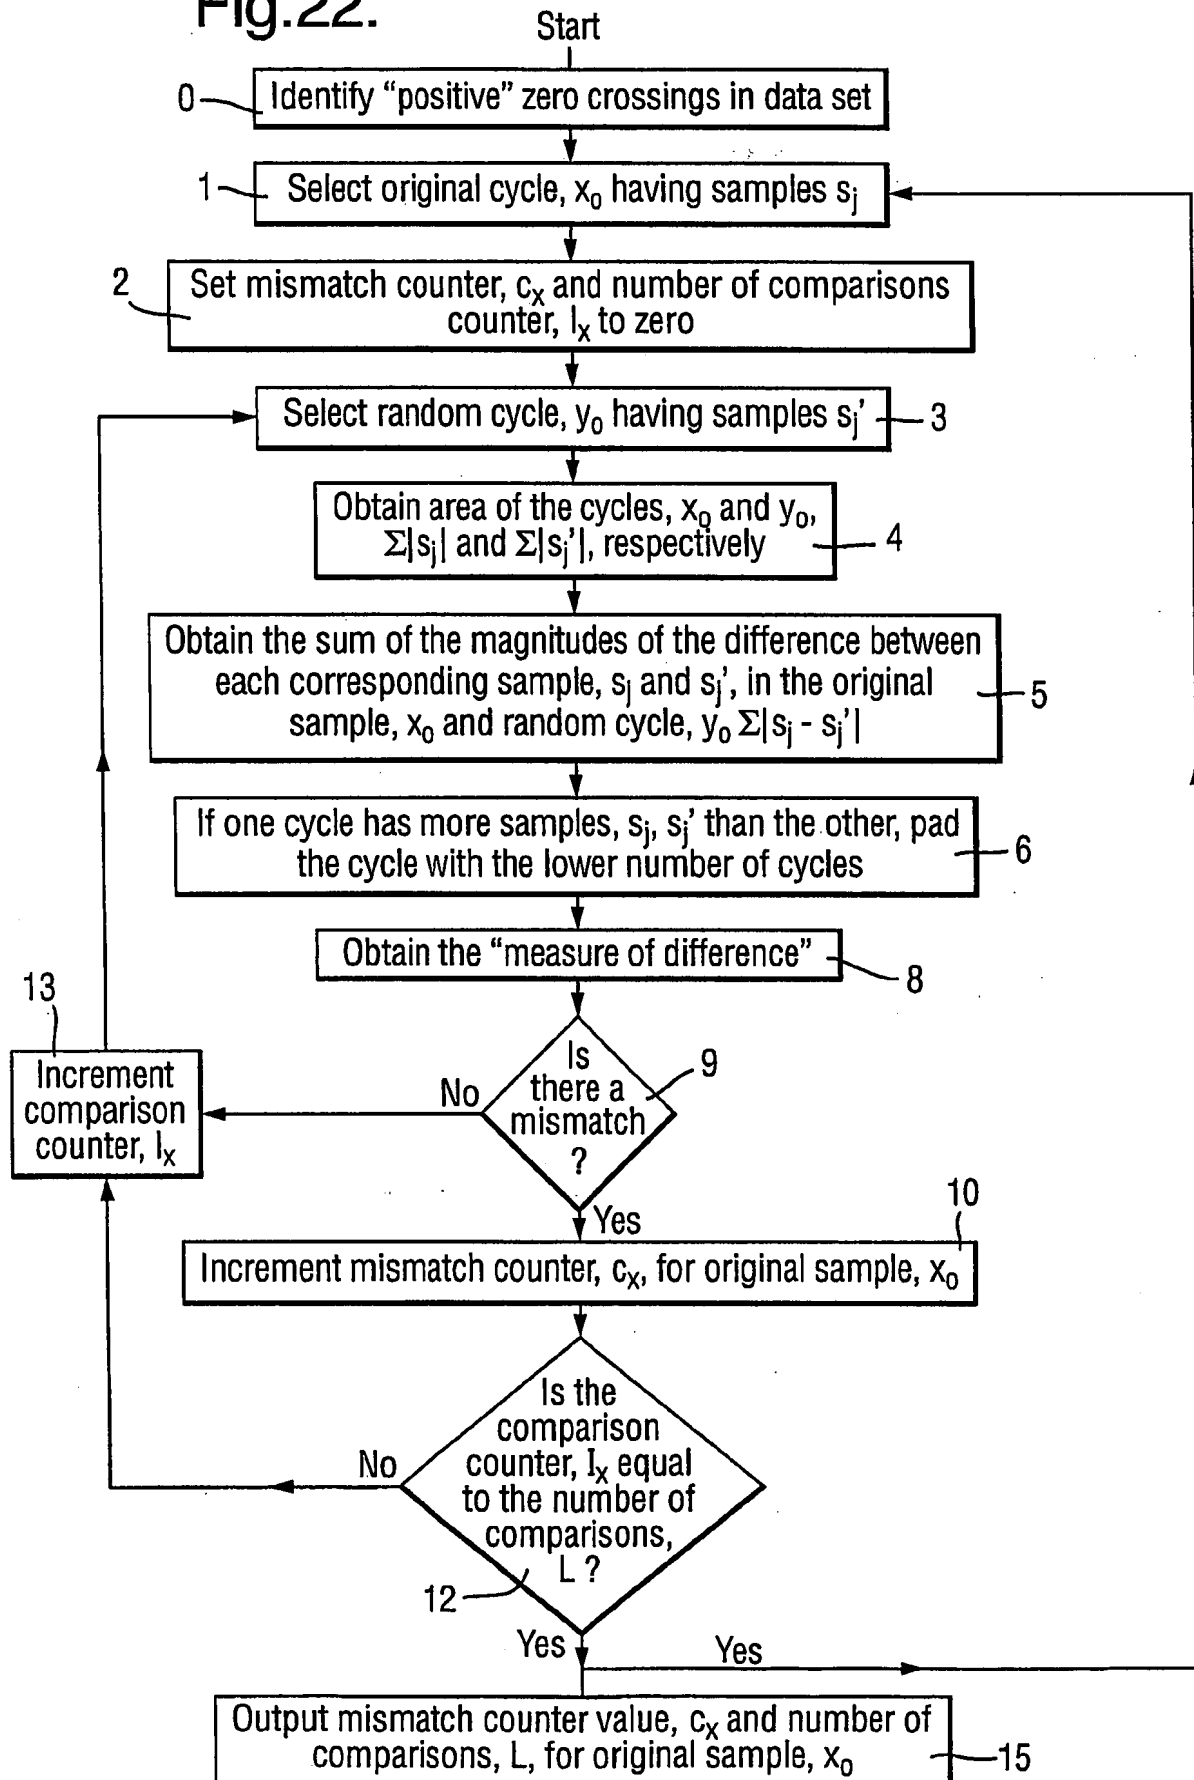 Fig.22.
Start
0
Identify “positive” zero crossings in data set
1
Select original cycle, x₀ having samples sⱼ
2
Set mismatch counter, cₓ and number of comparisons
counter, Iₓ to zero
Select random cycle, y₀ having samples sⱼ’
3
Obtain area of the cycles, x₀ and y₀,
Σ|sⱼ| and Σ|sⱼ’|, respectively
4
Obtain the sum of the magnitudes of the difference between
each corresponding sample, sⱼ and sⱼ’, in the original
sample, x₀ and random cycle, y₀ Σ|sⱼ - sⱼ’|
5
If one cycle has more samples, sⱼ, sⱼ’ than the other, pad
the cycle with the lower number of cycles
6
Obtain the “measure of difference”
8
13
Increment
comparison
counter, Iₓ
No
Is
there a
mismatch
?
9
Yes
10
Increment mismatch counter, cₓ, for original sample, x₀
No
Is the
comparison
counter, Iₓ equal
to the number of
comparisons,
L ?
12
Yes
Yes
Output mismatch counter value, cₓ and number of
comparisons, L, for original sample, x₀
15